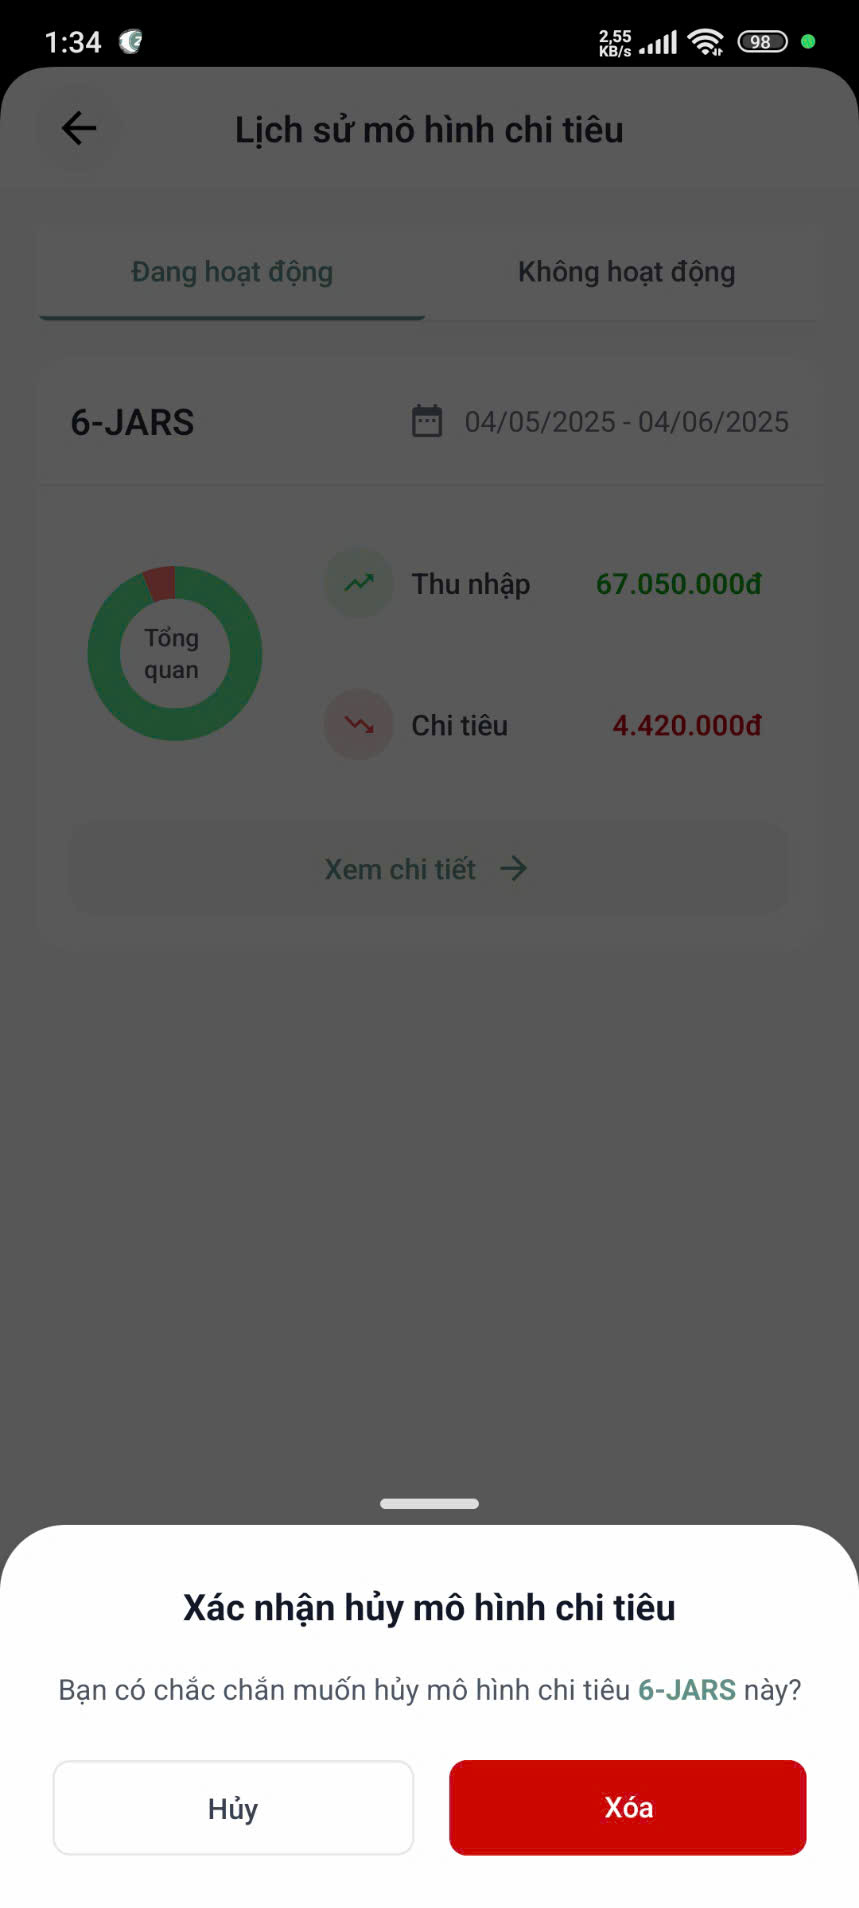 1:34
2,55
KB/s
98
Lịch sử mô hình chi tiêu
Đang hoạt động
Không hoạt động
6-JARS
04/05/2025 - 04/06/2025
Tổng
quan
Thu nhập
67.050.000đ
Chi tiêu
4.420.000đ
Xem chi tiết
Xác nhận hủy mô hình chi tiêu
Bạn có chắc chắn muốn hủy mô hình chi tiêu 6-JARS này?
Hủy
Xóa